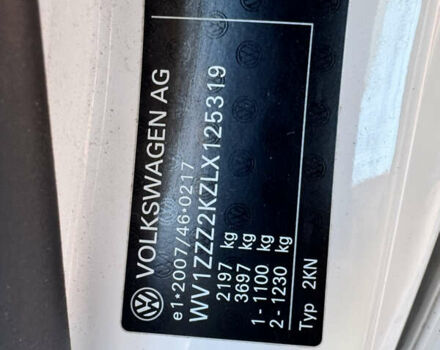 VOLKSWAGEN AG
e1*2007/46*0217
WV1ZZZ2KZLX125319
2197 kg
3697 kg
1-1100 kg
2-1230 kg
Typ 2KN